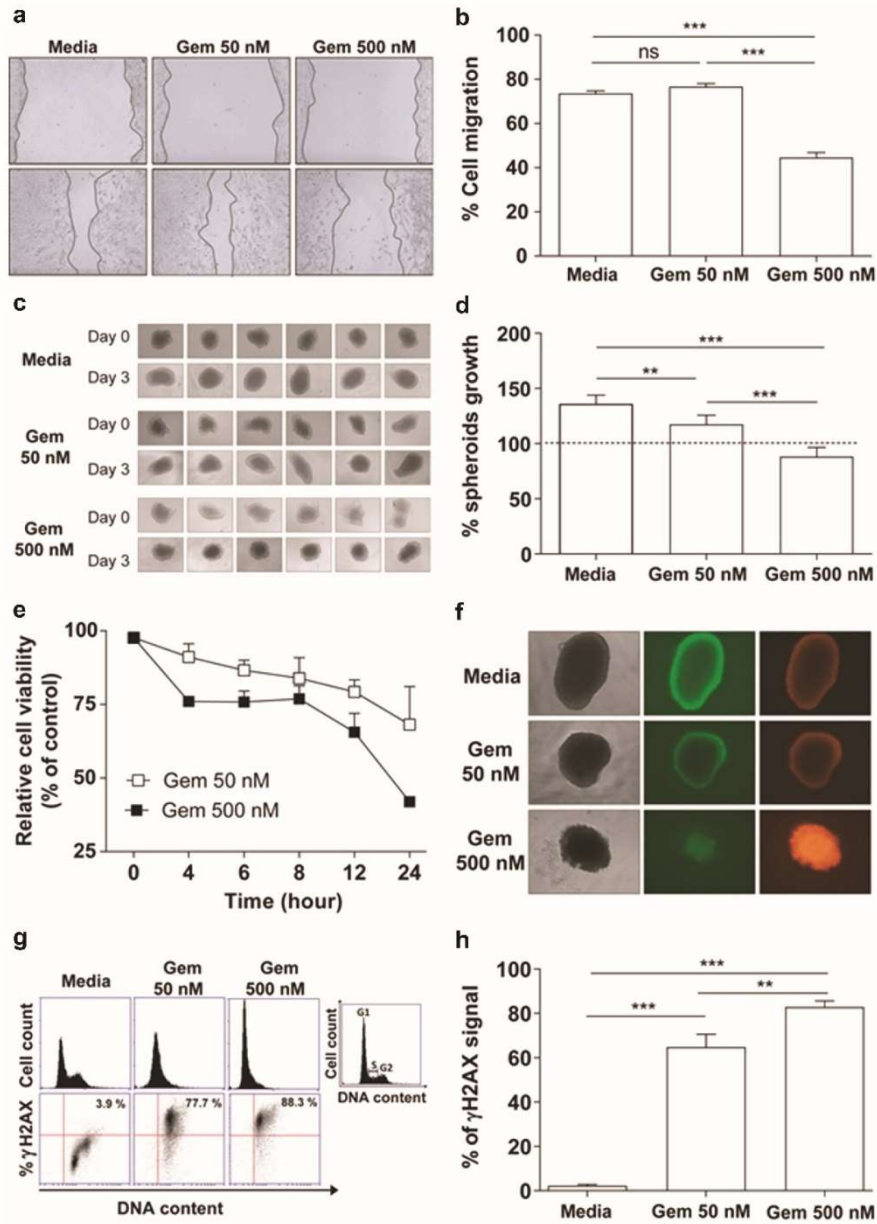 a
Media
Gem 50 nM
Gem 500 nM
b
% Cell migration
100
80
60
40
20
0
***
ns
***
Media
Gem 50 nM
Gem 500 nM
c
Media
Day 0
Day 3
Gem
50 nM
Day 0
Day 3
Gem
500 nM
Day 0
Day 3
d
% spheroids growth
200
150
100
50
0
***
**
***
Media
Gem 50 nM
Gem 500 nM
e
Relative cell viability
(% of control)
100
75
50
25
Gem 50 nM
Gem 500 nM
0
4
6
8
12
24
Time (hour)
f
Media
Gem
50 nM
Gem
500 nM
g
Media
Gem
50 nM
Gem
500 nM
Cell count
Cell count
G1
S
G2
DNA content
% γH2AX
3.9 %
77.7 %
88.3 %
DNA content
h
% of γH2AX signal
100
80
60
40
20
0
***
***
**
Media
Gem 50 nM
Gem 500 nM